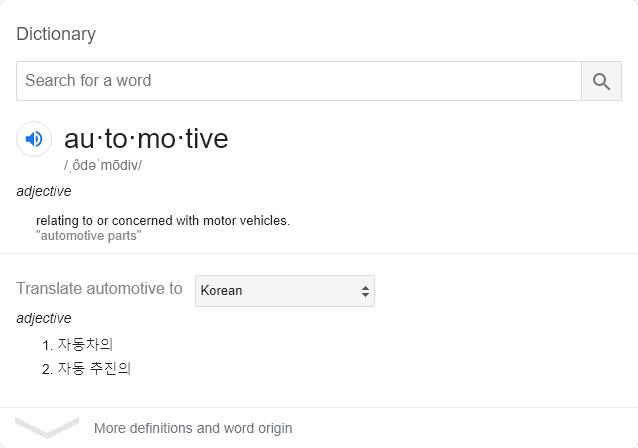 Dictionary
Search for a word
au·to·mo·tive
/ˌôdəˈmōdiv/
adjective
relating to or concerned with motor vehicles.
"automotive parts"
Translate automotive to Korean
adjective
1. 자동차의
2. 자동 추진의
More definitions and word origin